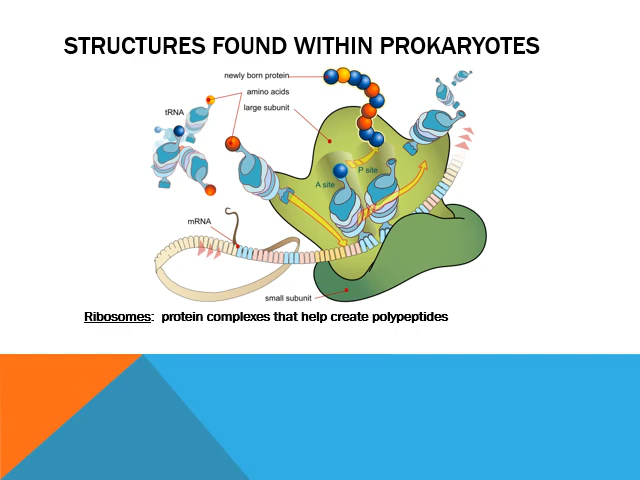 STRUCTURES FOUND WITHIN PROKARYOTES
newly born protein
amino acids
large subunit
tRNA
P site
A site
mRNA
small subunit
Ribosomes: protein complexes that help create polypeptides